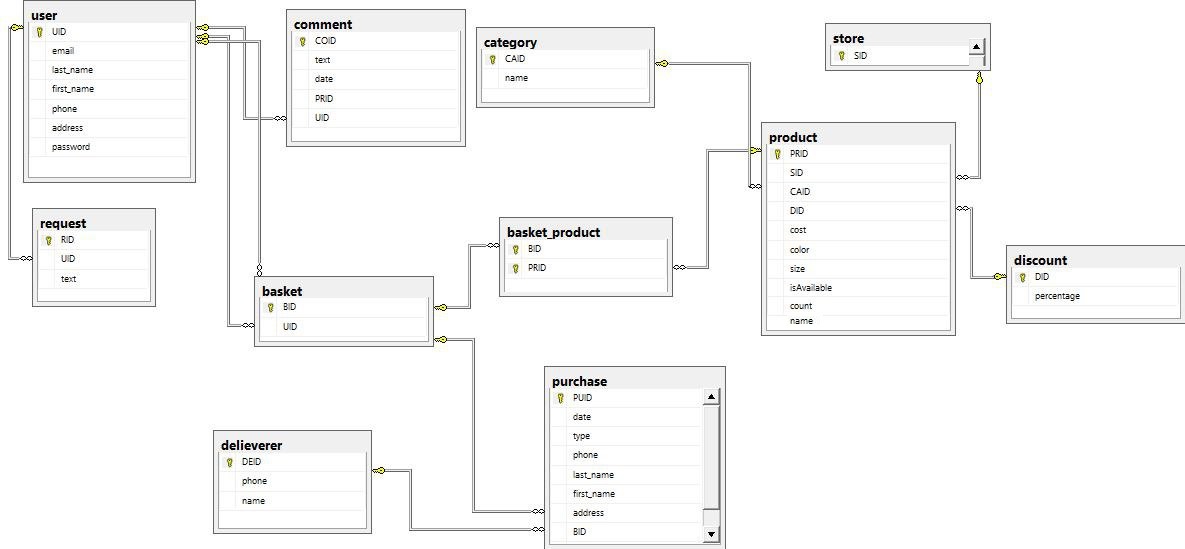 user
UID
email
last_name
first_name
phone
address
password
comment
COID
text
date
PRID
UID
category
CAID
name
store
SID
product
PRID
SID
CAID
DID
cost
color
size
isAvailable
count
name
request
RID
UID
text
basket_product
BID
PRID
discount
DID
percentage
basket
BID
UID
purchase
PUID
date
type
phone
last_name
first_name
address
BID
delieverer
DEID
phone
name